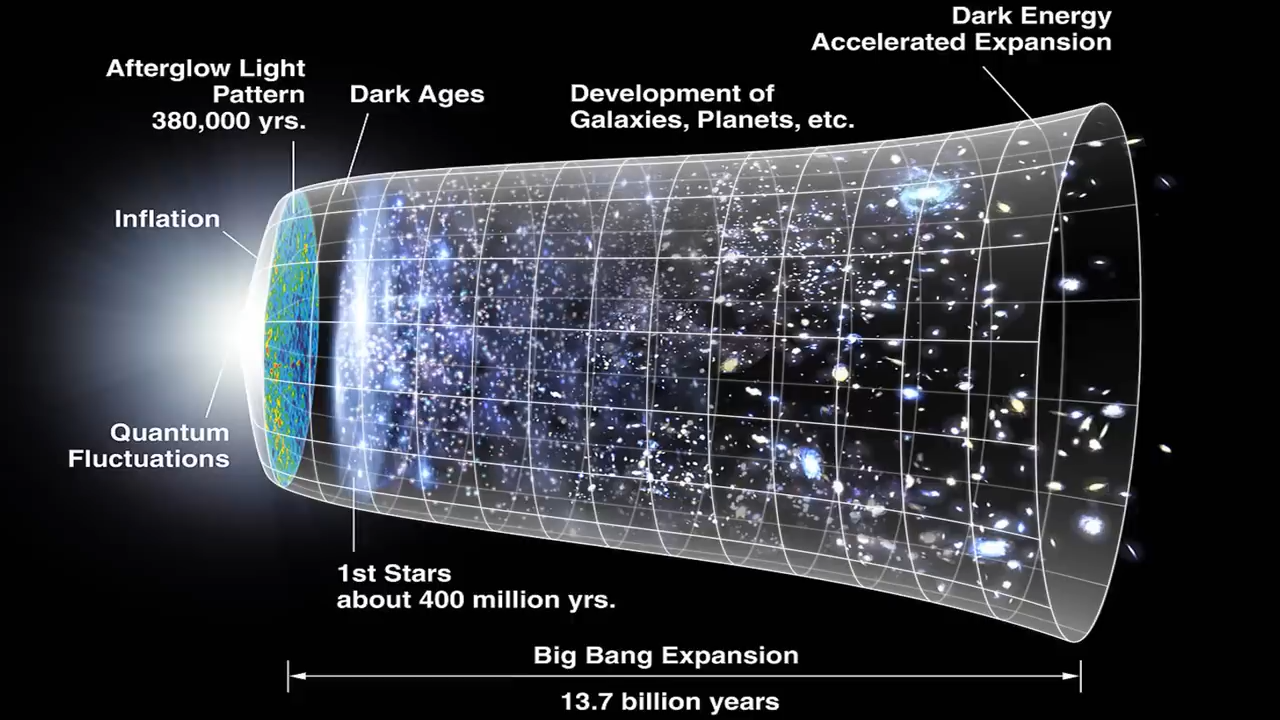 Dark Energy
Accelerated Expansion
Afterglow Light
Pattern
380,000 yrs.
Dark Ages
Development of
Galaxies, Planets, etc.
Inflation
Quantum
Fluctuations
1st Stars
about 400 million yrs.
Big Bang Expansion
13.7 billion years